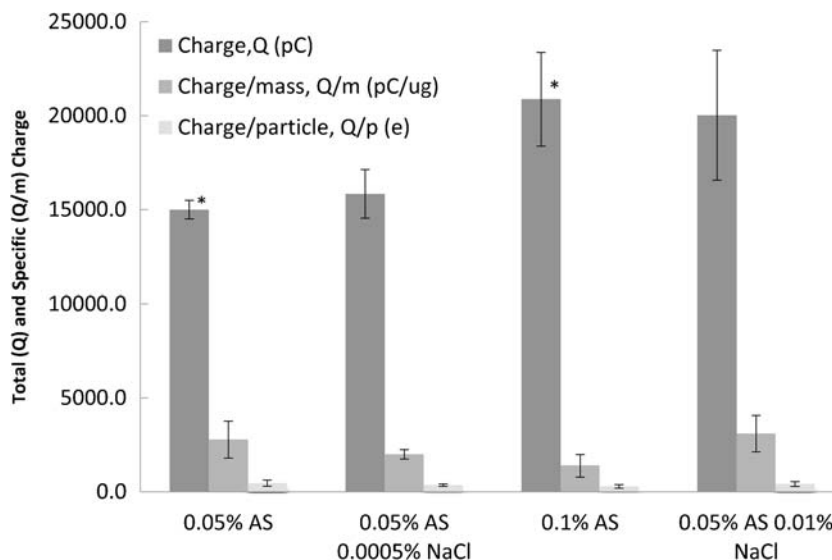 25000.0
20000.0
15000.0
10000.0
5000.0
0.0
Total (Q) and Specific (Q/m) Charge
Charge,Q (pC)
Charge/mass, Q/m (pC/ug)
Charge/particle, Q/p (e)
*
*
0.05% AS
0.05% AS
0.0005% NaCl
0.1% AS
0.05% AS 0.01%
NaCl